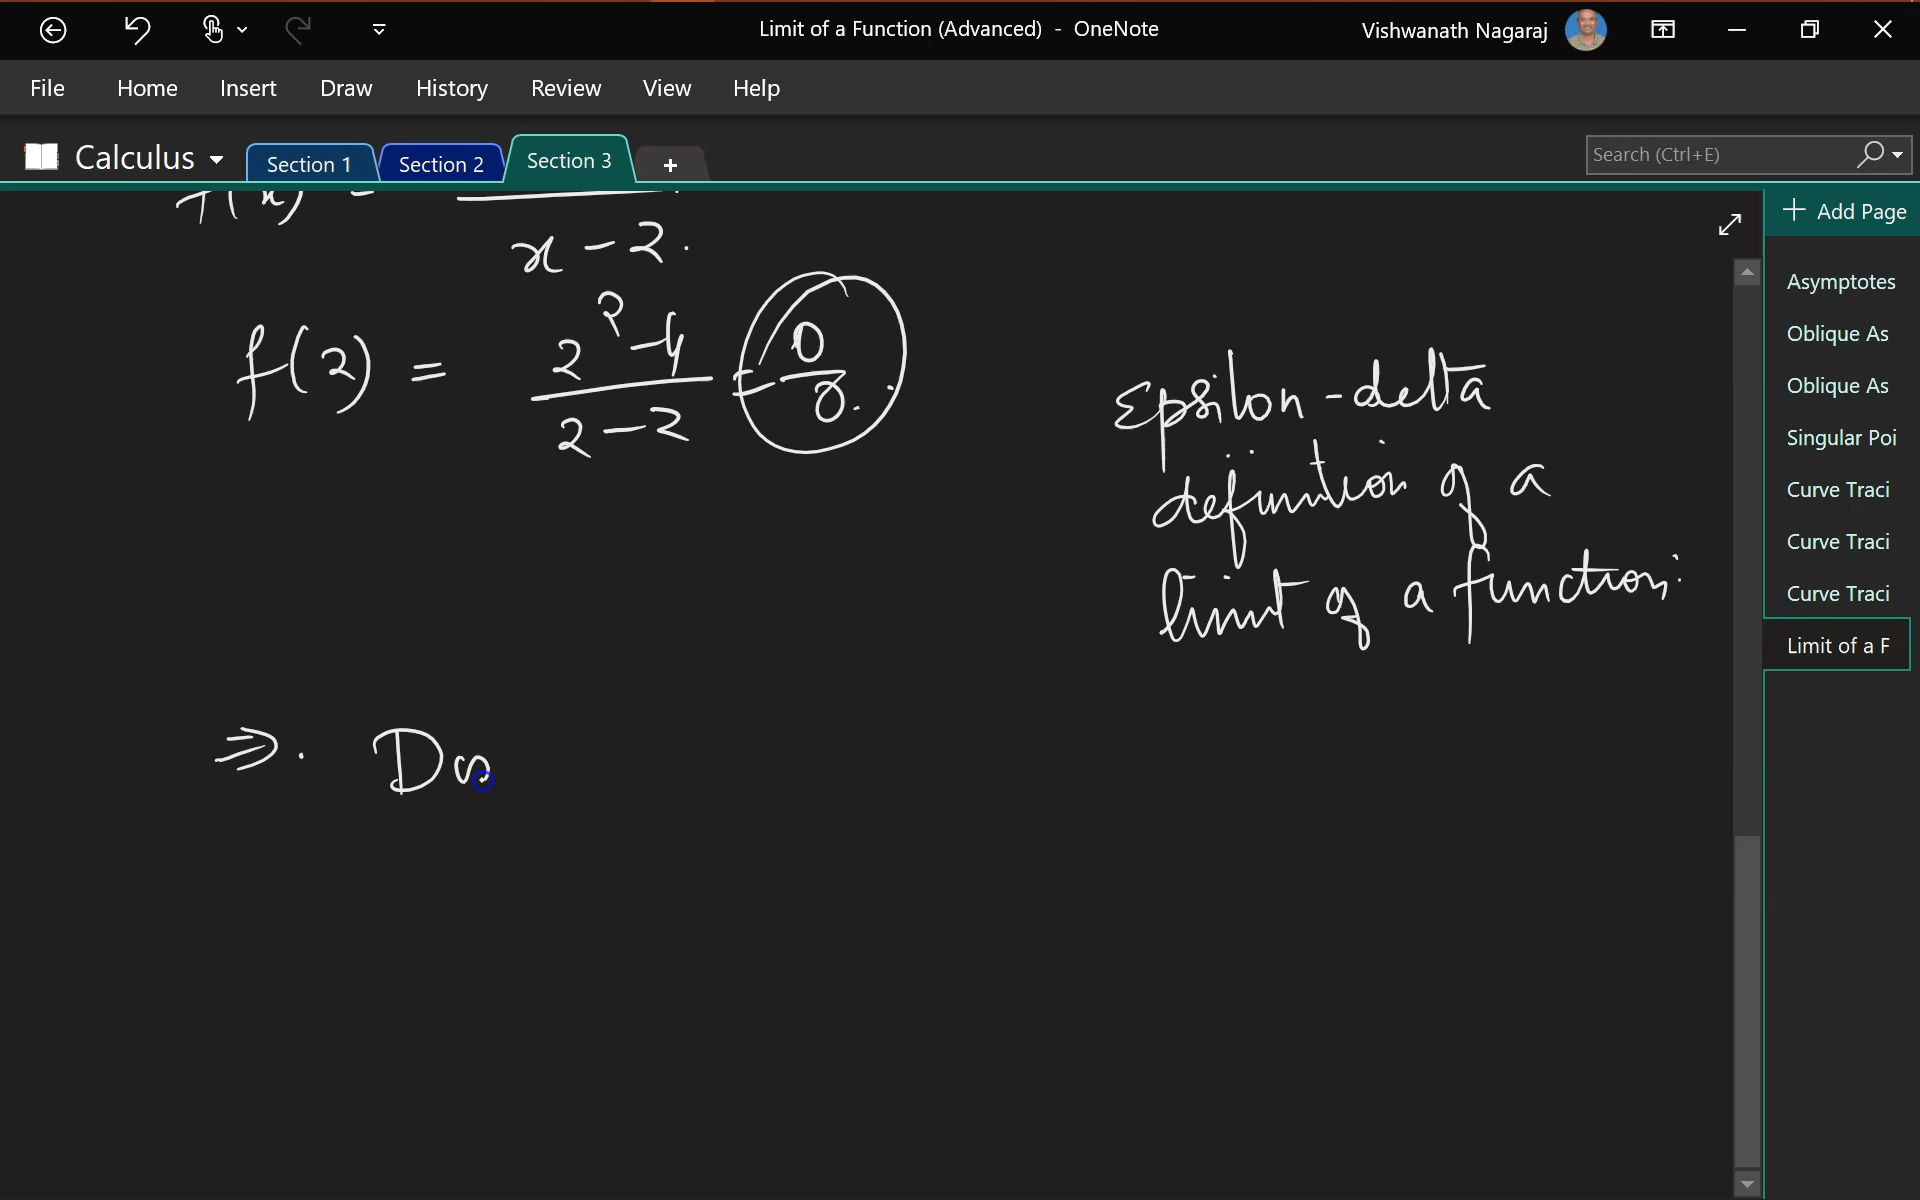 Limit of a Function (Advanced) - OneNote
Vishwanath Nagaraj
File Home Insert Draw History Review View Help
Calculus
Section 1
Section 2
Section 3
+
Search (Ctrl+E)
+ Add Page
Asymptotes
Oblique As
Oblique As
Singular Poi
Curve Traci
Curve Traci
Curve Traci
Limit of a F
f(x) =
x - 2.
f(2) = 2² - 4 / 2 - 2 = 0 / 0.
Epsilon-delta
definition of a
limit of a function:
⇒.